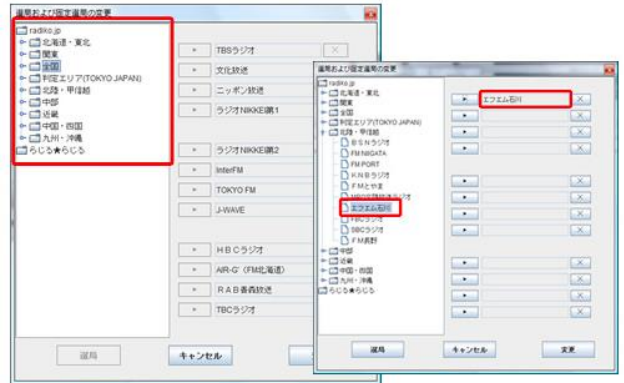 選局および固定選局の変更
radiko.jp
北海道・東北
関東
全国
判定エリア(TOKYO JAPAN)
北陸・甲信越
中部
近畿
中国・四国
九州・沖縄
らじる★らじる
TBSラジオ
文化放送
ニッポン放送
ラジオNIKKEI第1
ラジオNIKKEI第2
InterFM
TOKYO FM
J-WAVE
HBCラジオ
AIR-G'(FM北海道)
RAB青森放送
TBCラジオ
選局
キャンセル
選局および固定選局の変更
radiko.jp
北海道・東北
関東
全国
判定エリア(TOKYO JAPAN)
北陸・甲信越
BSNラジオ
FM NIIGATA
FM PORT
KNBラジオ
FMとやま
エフエム石川
FBCラジオ
SBCラジオ
FM長野
中部
近畿
中国・四国
九州・沖縄
らじる★らじる
エフエム石川
選局
キャンセル
変更